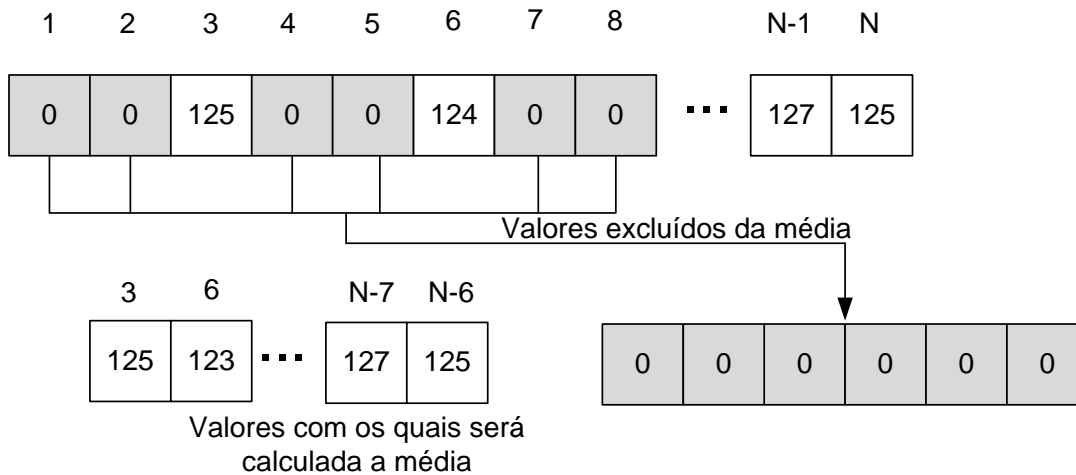 1 2 3 4 5 6 7 8 N-1 N
0 0 125 0 0 124 0 0 ... 127 125
Valores excluídos da média
3 6 N-7 N-6
125 123 ... 127 125
0 0 0 0 0 0
Valores com os quais será
calculada a média